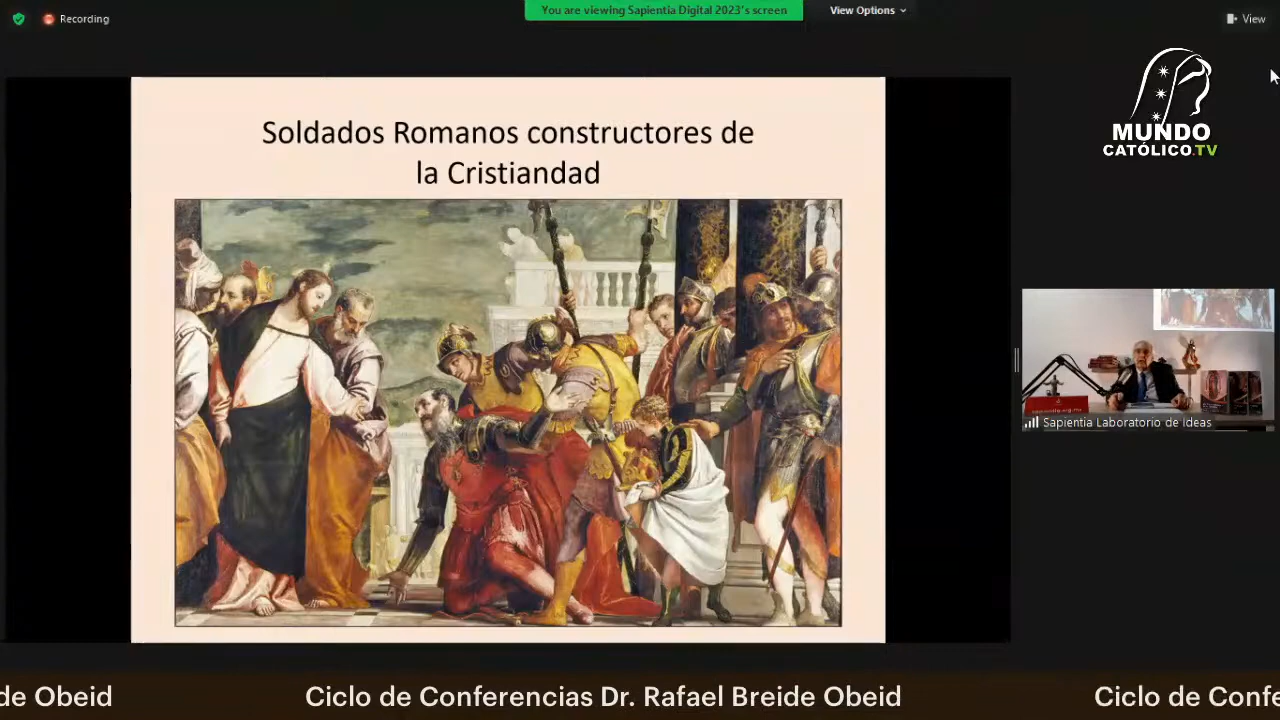 Recording
You are viewing Sapientia Digital 2023's screen
View Options
View
MUNDO
CATÓLICO.TV
Soldados Romanos constructores de
la Cristiandad
Sapientia Laboratorio de ideas
de Obeid
Ciclo de Conferencias Dr. Rafael Breide Obeid
Ciclo de Confe